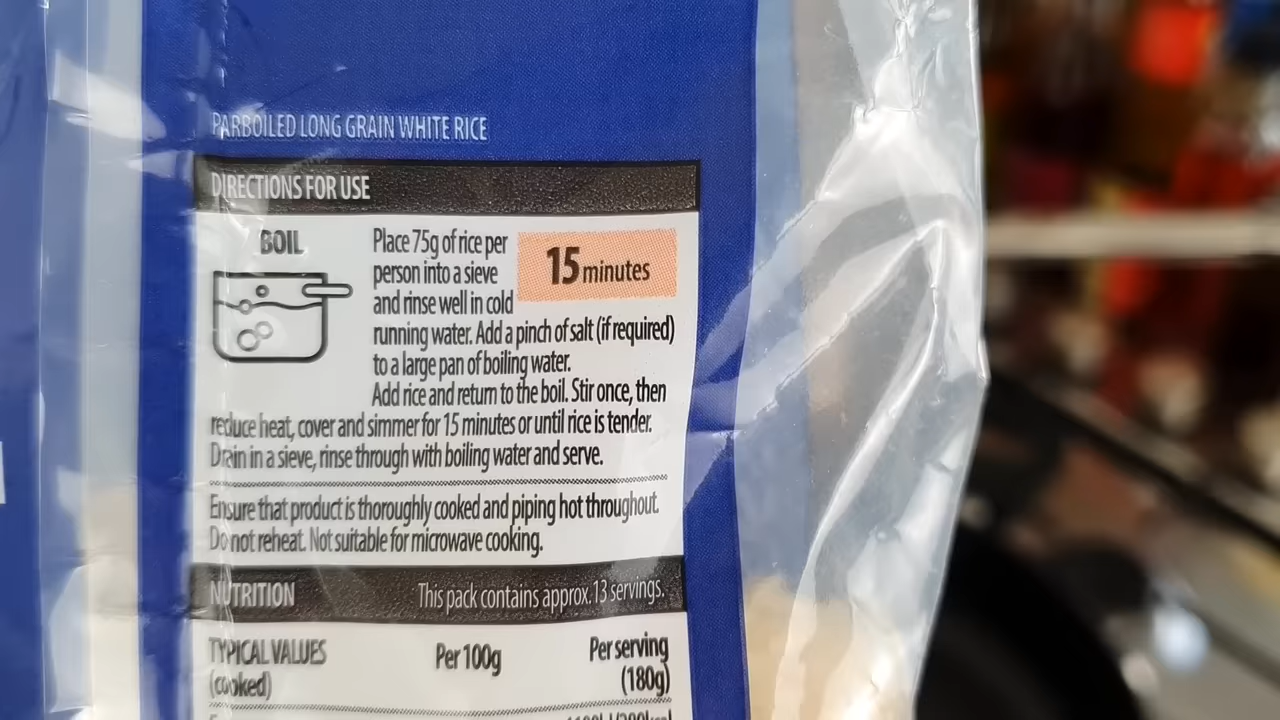 PARBOILED LONG GRAIN WHITE RICE
DIRECTIONS FOR USE
BOIL
Place 75g of rice per
person into a sieve
and rinse well in cold
running water. Add a pinch of salt (if required)
to a large pan of boiling water.
Add rice and return to the boil. Stir once, then
reduce heat, cover and simmer for 15 minutes or until rice is tender.
Drain in a sieve, rinse through with boiling water and serve.
15 minutes
Ensure that product is thoroughly cooked and piping hot throughout.
Do not reheat. Not suitable for microwave cooking.
NUTRITION This pack contains approx. 13 servings.
TYPICAL VALUES Per 100g Per serving
(cooked) (180g)